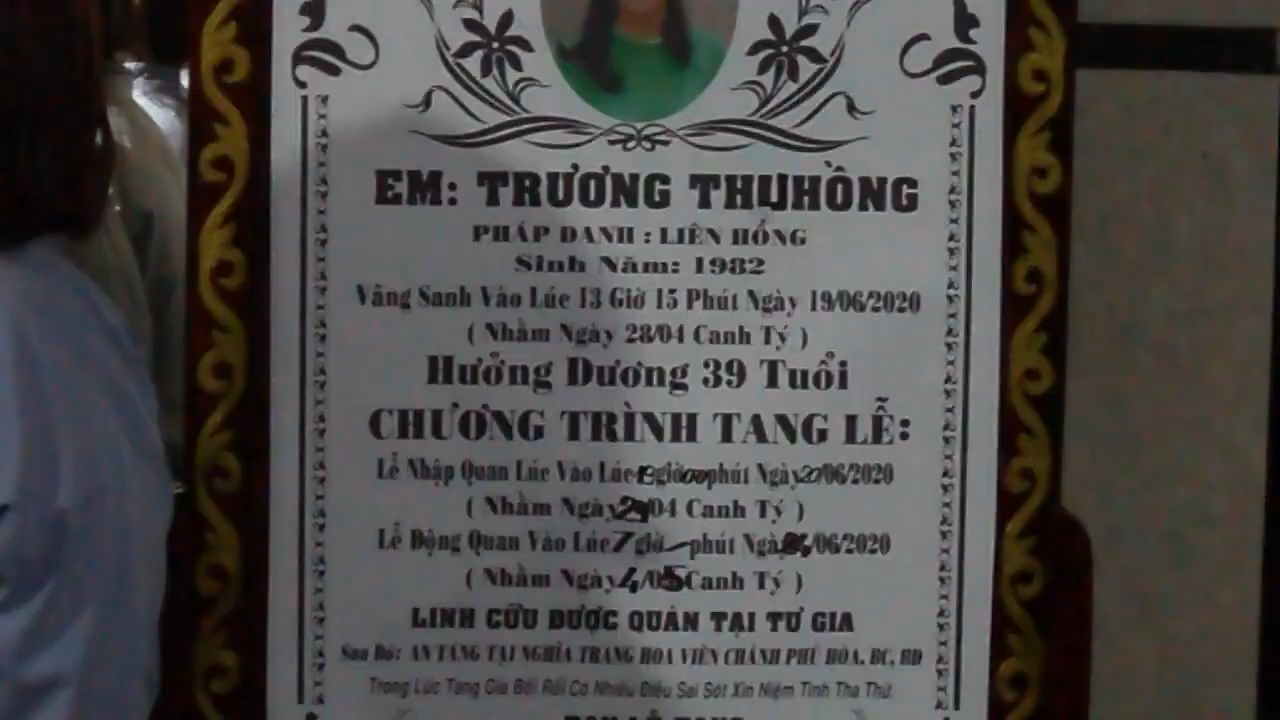 EM: TRƯƠNG THU HỒNG
PHÁP DANH : LIÊN HỒNG
Sinh Năm: 1982
Vãng Sanh Vào Lúc 13 Giờ 15 Phút Ngày 19/06/2020
( Nhằm Ngày 28/04 Canh Tý )
Hưởng Dương 39 Tuổi
CHƯƠNG TRÌNH TANG LỄ:
Lễ Nhập Quan Lúc Vào Lúc giờ 00 phút Ngày 20/06/2020
( Nhằm Ngày 29/04 Canh Tý )
Lễ Động Quan Vào Lúc 7 giờ - phút Ngày /06/2020
( Nhằm Ngày 4/05 Canh Tý )
LINH CỮU ĐƯỢC QUÀN TẠI TƯ GIA
Sau Đó: AN TÁNG TẠI NGHĨA TRANG HOA VIÊN CHÁNH PHÚ HÒA, BC, BD
Trong Lúc Tang Gia Bối Rối Có Nhiều Điều Sai Sót Xin Niệm Tình Tha Thứ.